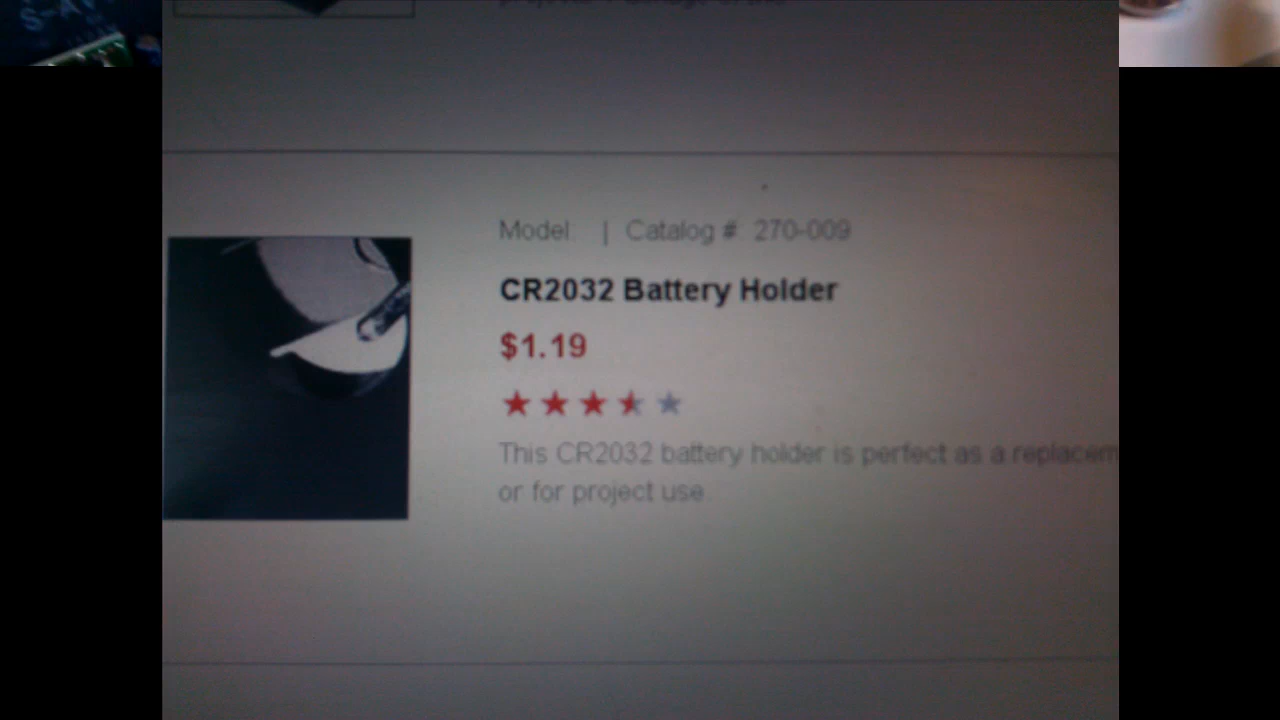 S-A
Model | Catalog # 270-009
CR2032 Battery Holder
$1.19
This CR2032 battery holder is perfect as a replacem
or for project use.